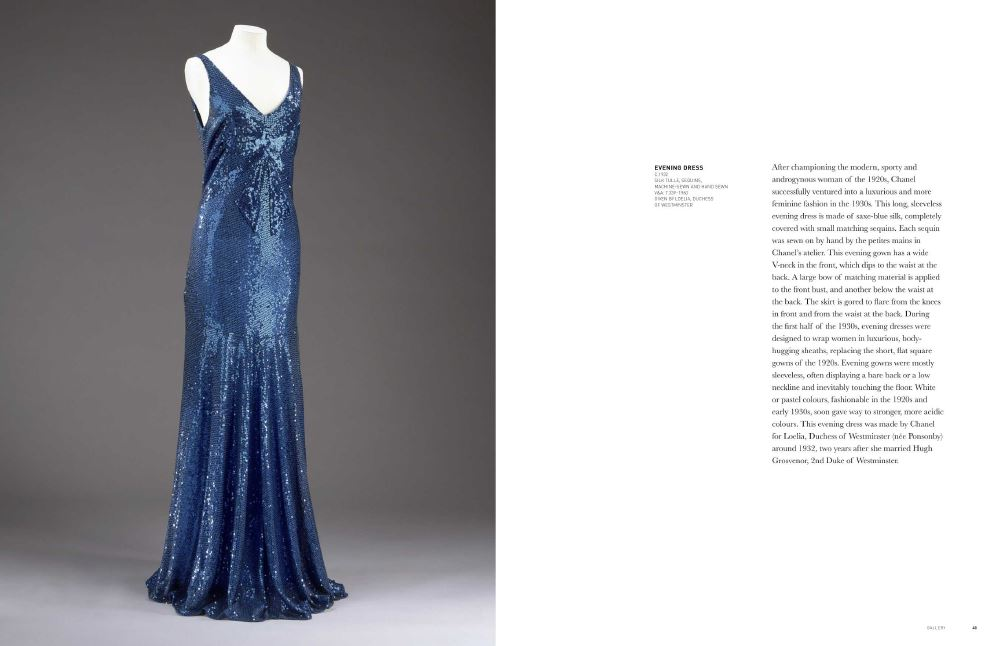 EVENING DRESS
C.1932
SILK TULLE, SEQUINS,
MACHINE-SEWN AND HAND SEWN
V&A: T.339-1960
GIVEN BY LOELIA, DUCHESS
OF WESTMINSTER
After championing the modern, sporty and
androgynous woman of the 1920s, Chanel
successfully ventured into a luxurious and more
feminine fashion in the 1930s. This long, sleeveless
evening dress is made of saxe-blue silk, completely
covered with small matching sequins. Each sequin
was sewn on by hand by the petites mains in
Chanel's atelier. This evening gown has a wide
V-neck in the front, which dips to the waist at the
back. A large bow of matching material is applied
to the front bust, and another below the waist at
the back. The skirt is gored to flare from the knees
in front and from the waist at the back. During
the first half of the 1930s, evening dresses were
designed to wrap women in luxurious, body-
hugging sheaths, replacing the short, flat square
gowns of the 1920s. Evening gowns were mostly
sleeveless, often displaying a bare back or a low
neckline and inevitably touching the floor. White
or pastel colours, fashionable in the 1920s and
early 1930s, soon gave way to stronger, more acidic
colours. This evening dress was made by Chanel
for Loelia, Duchess of Westminster (née Ponsonby)
around 1932, two years after she married Hugh
Grosvenor, 2nd Duke of Westminster.
GALLERY